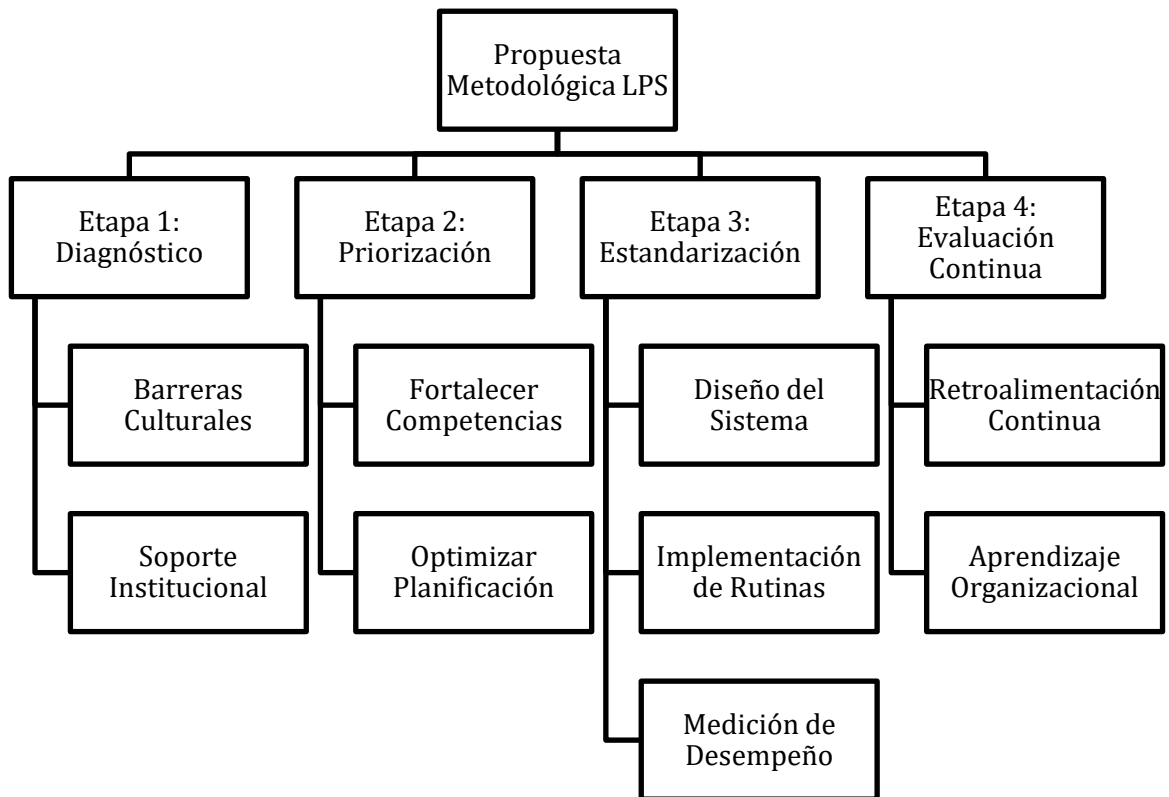 Propuesta
Metodológica LPS
Etapa 1:
Diagnóstico
Barreras
Culturales
Soporte
Institucional
Etapa 2:
Priorización
Fortalecer
Competencias
Optimizar
Planificación
Etapa 3:
Estandarización
Diseño del
Sistema
Implementación
de Rutinas
Medición de
Desempeño
Etapa 4:
Evaluación
Continua
Retroalimentación
Continua
Aprendizaje
Organizacional